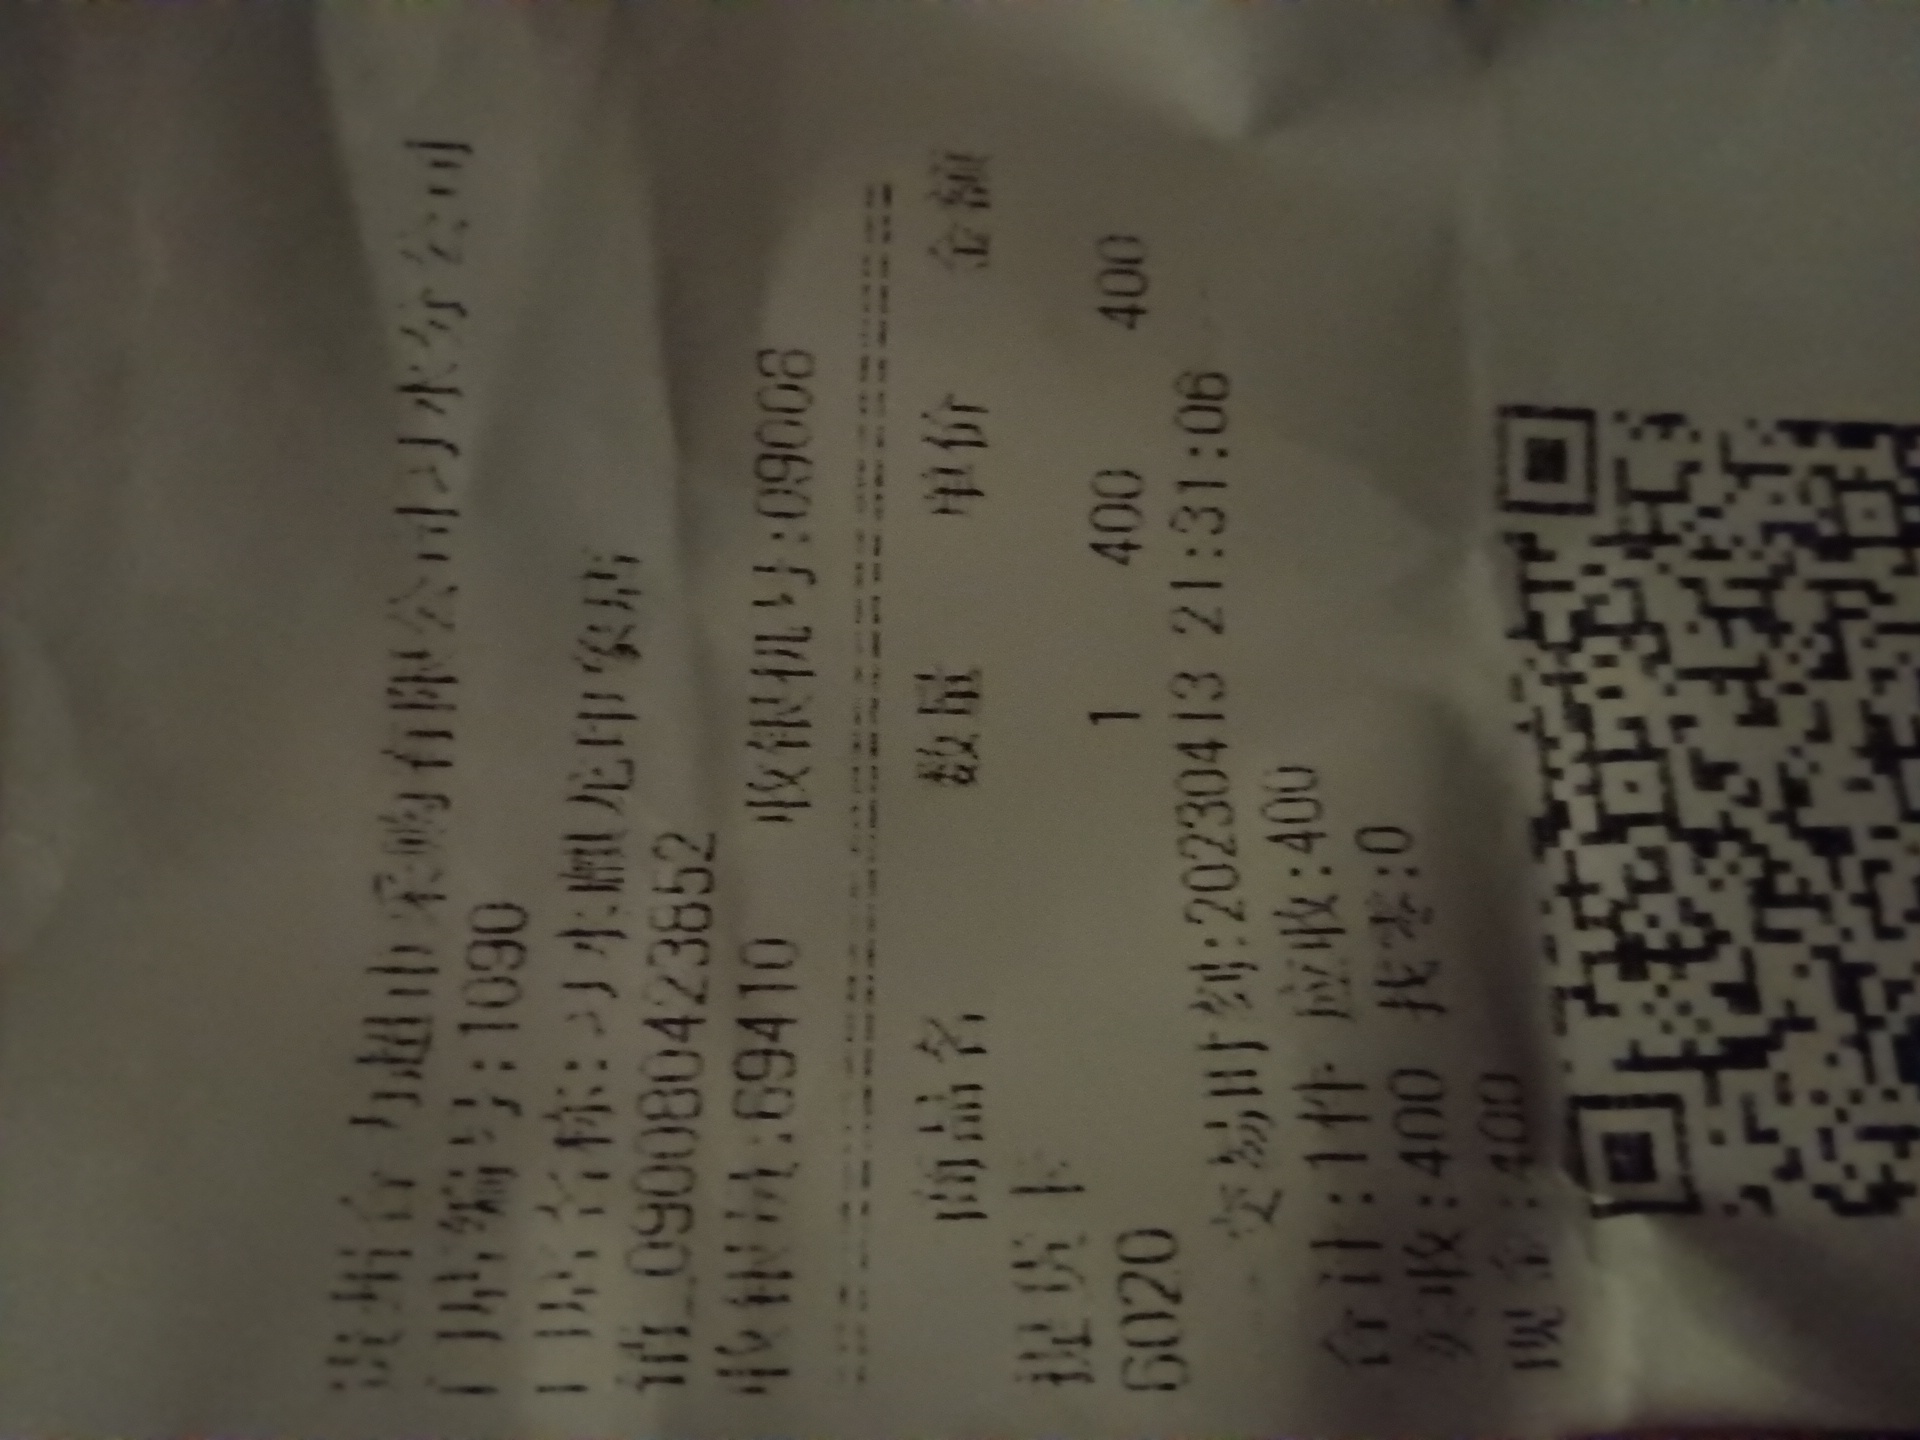 贵州合力超市采购有限公司习水分公司
门店编号:1090
门店名称:习水麒龙印象店
销_090080423852
收银员:69410 收银机号:09008
商品名 数量 单价 金额
提货卡
6020 1 400 400
交易时刻:20230413 21:31:06
合计:1件 应收:400
实收:400 找零:0
现金:400